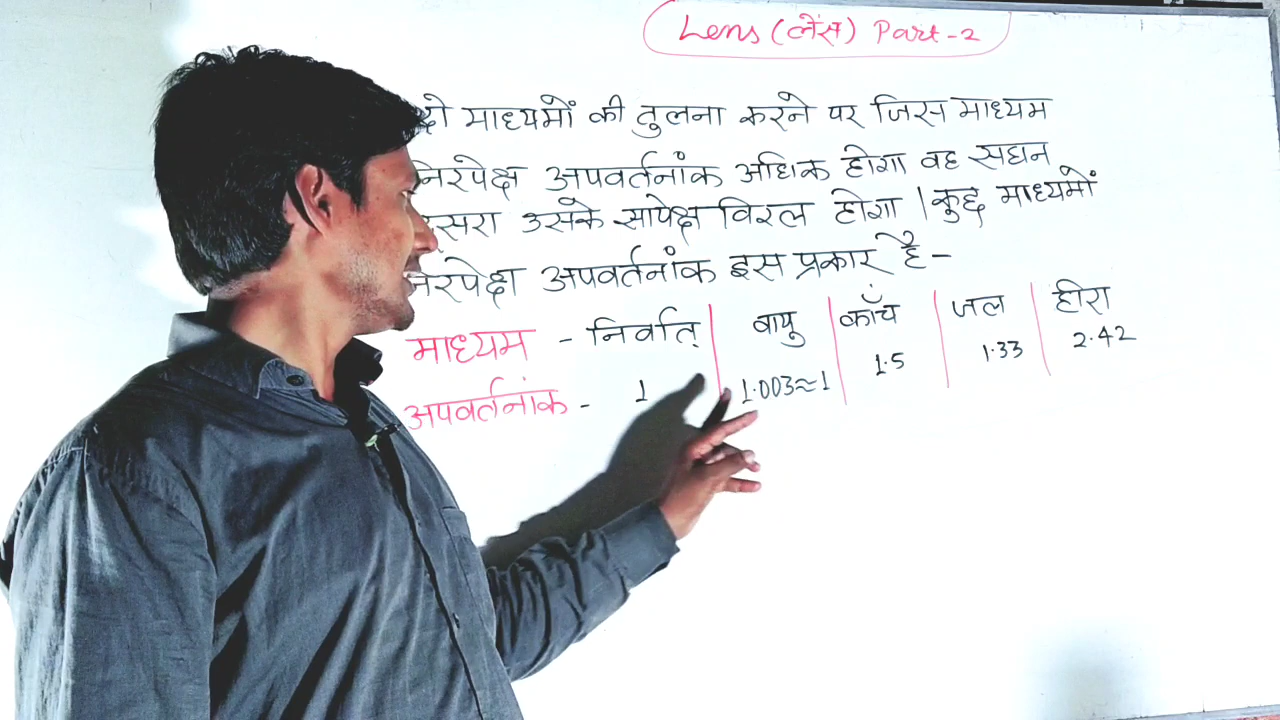 Lens (लेंस) Part-2
दो माध्यमों की तुलना करने पर जिस माध्यम
निरपेक्ष अपवर्तनांक अधिक होगा वह सघन
उसके सापेक्ष विरल होगा | कुछ माध्यमों
निरपेक्ष अपवर्तनांक इस प्रकार है -
माध्यम - निर्वात् वायु काँच जल हीरा
अपवर्तनांक - 1 1.003≈1 1.5 1.33 2.42